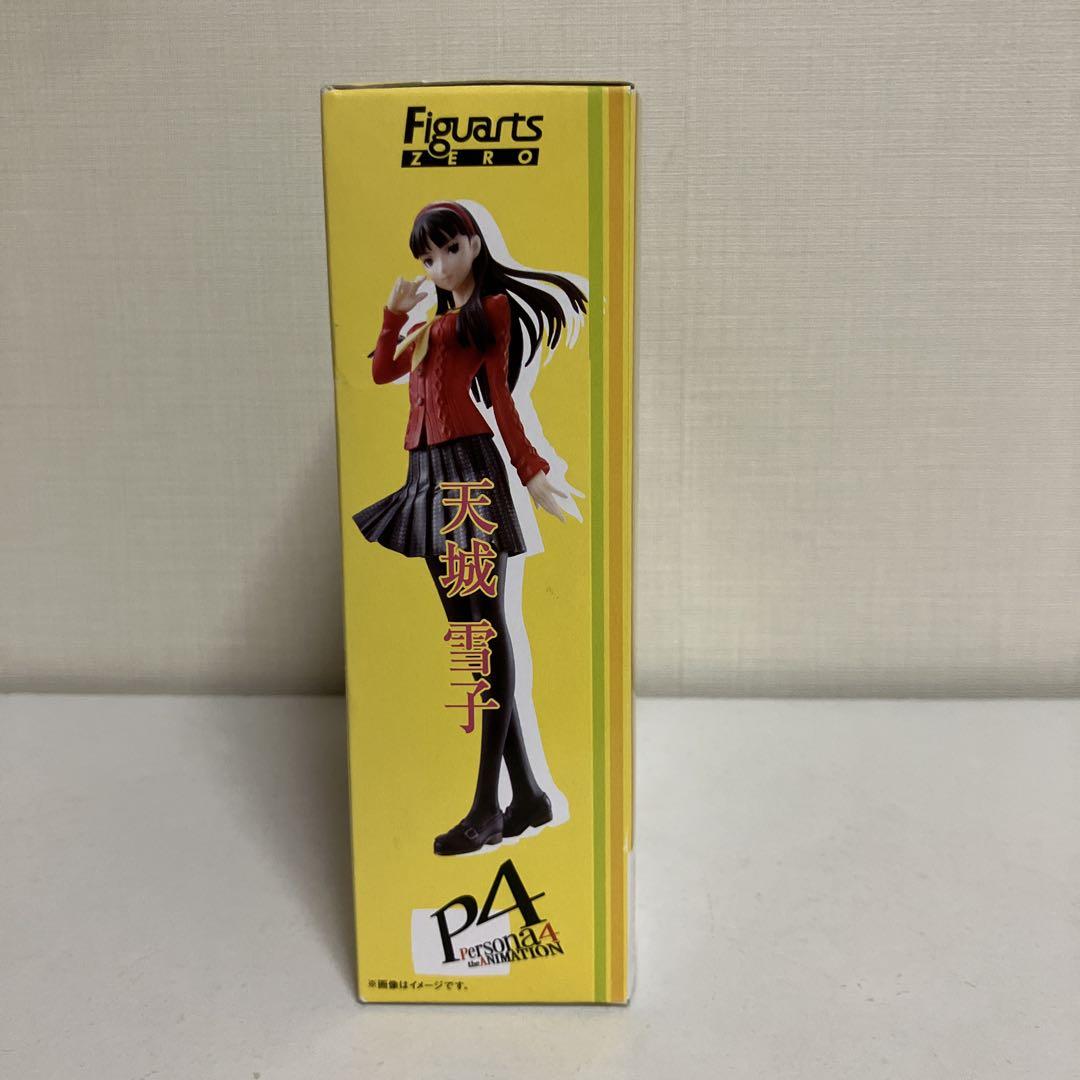 Figuarts
ZERO
天城 雪子
P4
Persona4
the ANIMATION
※画像はイメージです。